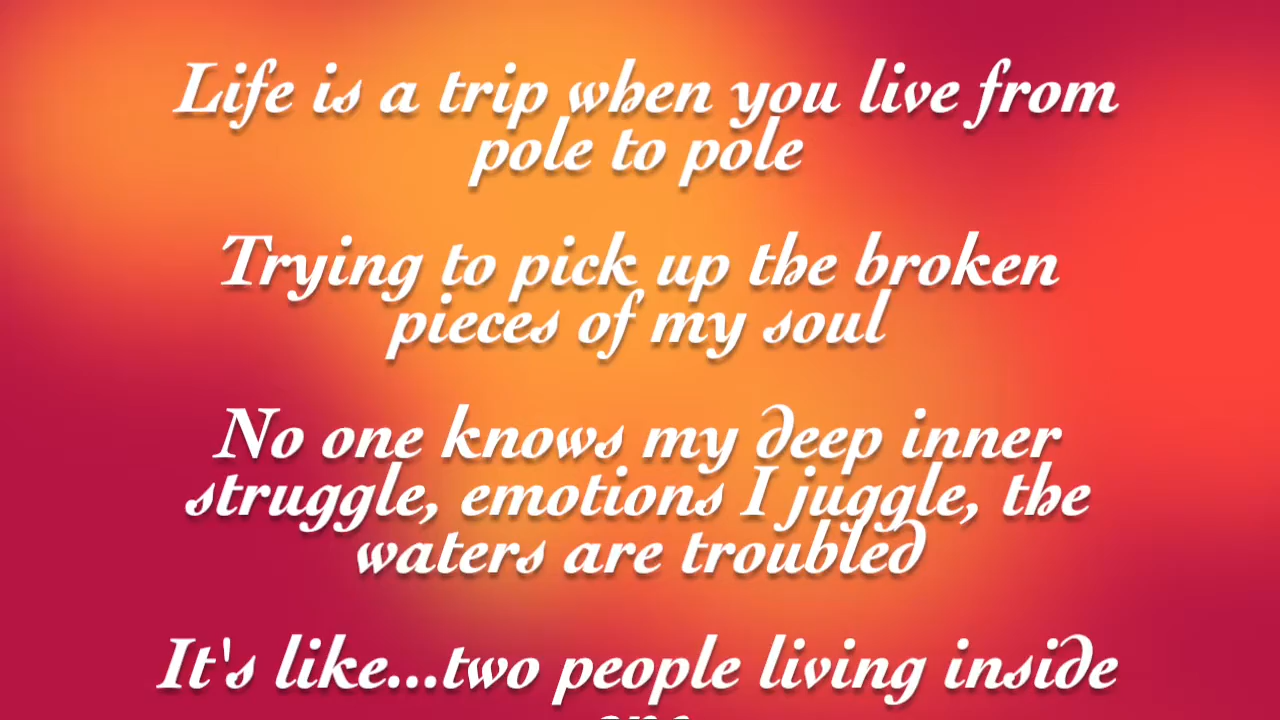 Life is a trip when you live from
pole to pole
Trying to pick up the broken
pieces of my soul
No one knows my deep inner
struggle, emotions I juggle, the
waters are troubled
It's like...two people living inside